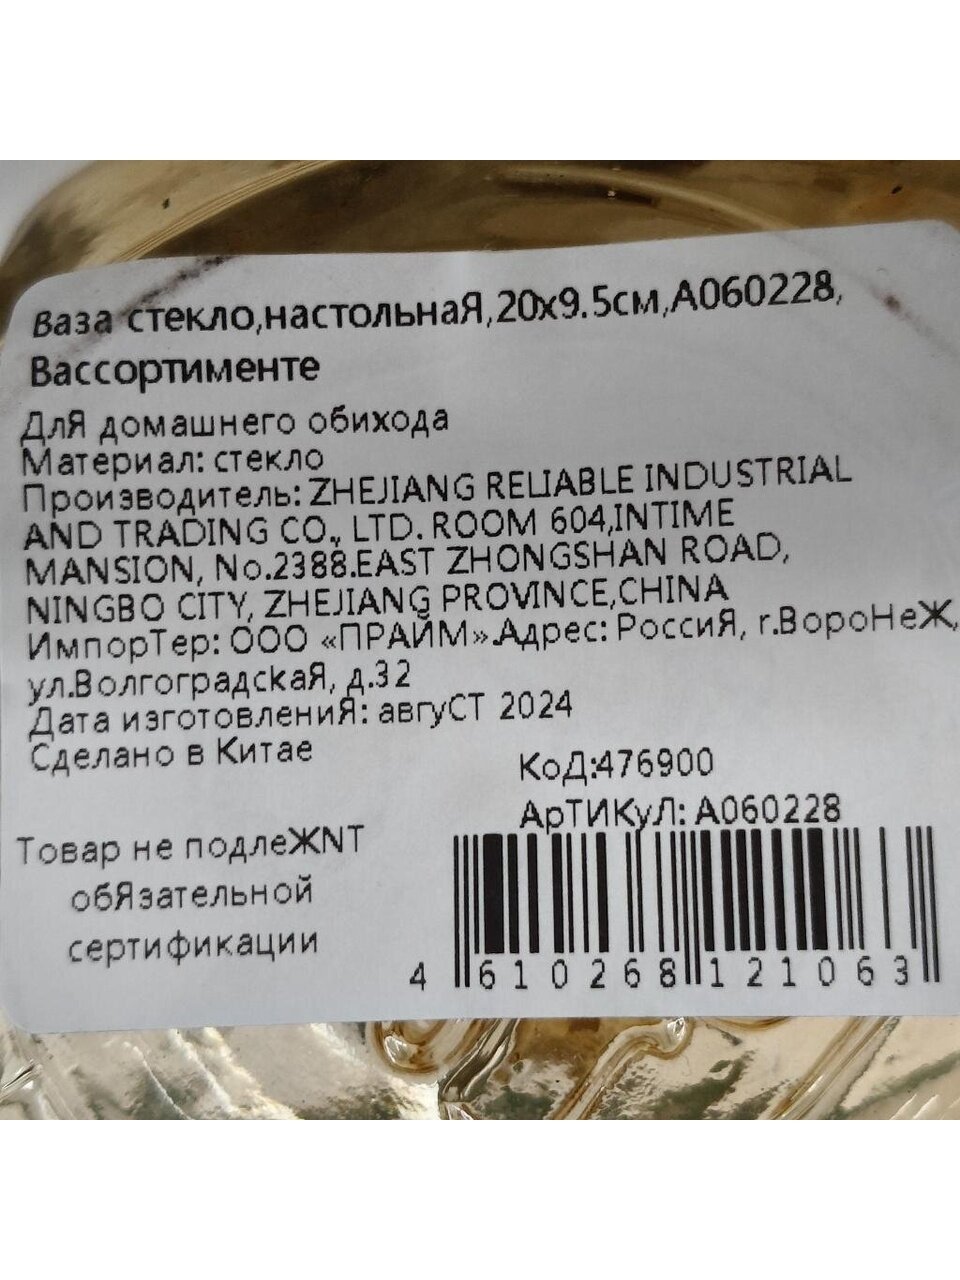 Ваза стекло,настольнаЯ,20x9.5см,A060228,
Вассортименте
ДлЯ домашнего обихода
Материал: стекло
Производитель: ZHEJIANG RELIABLE INDUSTRIAL
AND TRADING CO., LTD. ROOM 604,INTIME
MANSION, No.2388.EAST ZHONGSHAN ROAD,
NINGBO CITY, ZHEJIANG PROVINCE,CHINA
ИмпорТер: ООО «ПРАЙМ».Адрес: РоссиЯ, г.ВороНеЖ,
ул.ВолгоградскаЯ, д.32
Дата изготовлениЯ: авгуСТ 2024
Сделано в Китае
КоД:476900
АрТИКуЛ: A060228
Товар не подлеЖNT
обЯзательной
сертификации
4 610268 121063